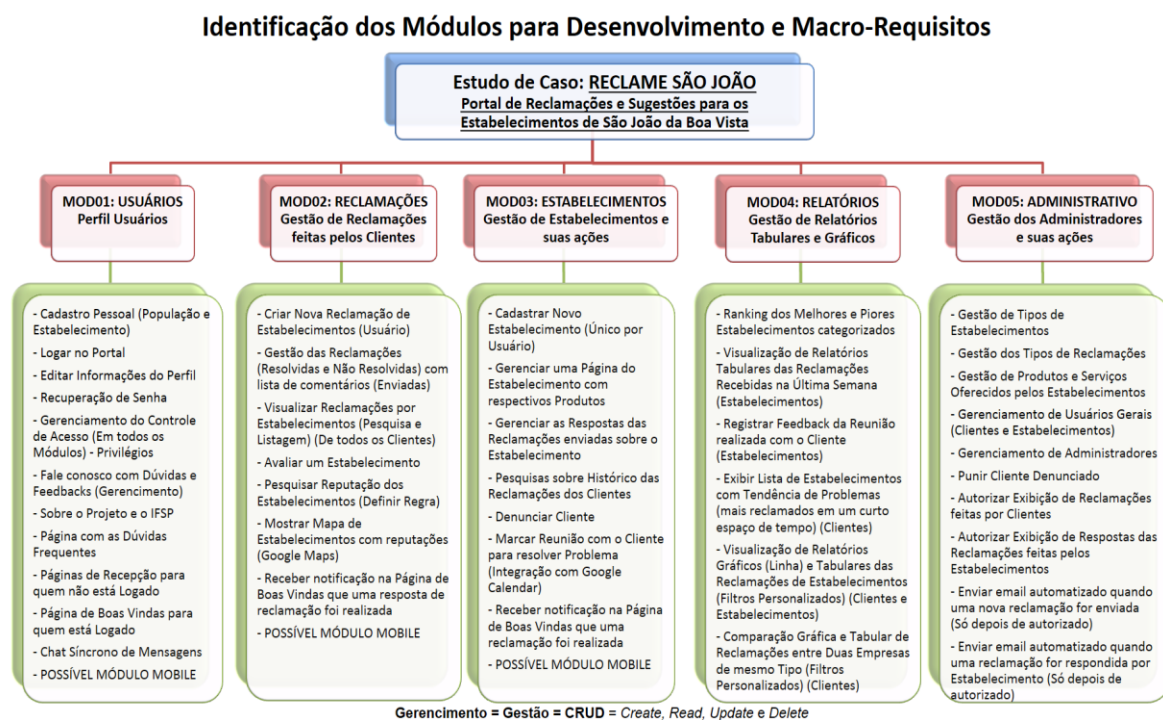 Identificação dos Módulos para Desenvolvimento e Macro-Requisitos
Estudo de Caso: RECLAME SÃO JOÃO
Portal de Reclamações e Sugestões para os
Estabelecimentos de São João da Boa Vista
MOD01: USUÁRIOS
Perfil Usuários
- Cadastro Pessoal (População e
Estabelecimento)
- Logar no Portal
- Editar Informações do Perfil
- Recuperação de Senha
- Gerenciamento do Controle
de Acesso (Em todos os
Módulos) - Privilégios
- Fale conosco com Dúvidas e
Feedbacks (Gerencimento)
- Sobre o Projeto e o IFSP
- Página com as Dúvidas
Frequentes
- Páginas de Recepção para
quem não está Logado
- Página de Boas Vindas para
quem está Logado
- Chat Síncrono de Mensagens
- POSSÍVEL MÓDULO MOBILE
MOD02: RECLAMAÇÕES
Gestão de Reclamações
feitas pelos Clientes
- Criar Nova Reclamação de
Estabelecimentos (Usuário)
- Gestão das Reclamações
(Resolvidas e Não Resolvidas) com
lista de comentários (Enviadas)
- Visualizar Reclamações por
Estabelecimentos (Pesquisa e
Listagem) (De todos os Clientes)
- Avaliar um Estabelecimento
- Pesquisar Reputação dos
Estabelecimentos (Definir Regra)
- Mostrar Mapa de
Estabelecimentos com reputações
(Google Maps)
- Receber notificação na Página de
Boas Vindas que uma resposta de
reclamação foi realizada
- POSSÍVEL MÓDULO MOBILE
MOD03: ESTABELECIMENTOS
Gestão de Estabelecimentos e
suas ações
- Cadastrar Novo
Estabelecimento (Único por
Usuário)
- Gerenciar uma Página do
Estabelecimento com
respectivos Produtos
- Gerenciar as Respostas das
Reclamações enviadas sobre o
Estabelecimento
- Pesquisas sobre Histórico das
Reclamações dos Clientes
- Denunciar Cliente
- Marcar Reunião com o Cliente
para resolver Problema
(Integração com Google
Calendar)
- Receber notificação na Página
de Boas Vindas que uma
reclamação foi realizada
- POSSÍVEL MÓDULO MOBILE
MOD04: RELATÓRIOS
Gestão de Relatórios
Tabulares e Gráficos
- Ranking dos Melhores e Piores
Estabelecimentos categorizados
- Visualização de Relatórios
Tabulares das Reclamações
Recebidas na Última Semana
(Estabelecimentos)
- Registrar Feedback da Reunião
realizada com o Cliente
(Estabelecimentos)
- Exibir Lista de Estabelecimentos
com Tendência de Problemas
(mais reclamados em um curto
espaço de tempo) (Clientes)
- Visualização de Relatórios
Gráficos (Linha) e Tabulares das
Reclamações de Estabelecimentos
(Filtros Personalizados) (Clientes e
Estabelecimentos)
- Comparação Gráfica e Tabular de
Reclamações entre Duas Empresas
de mesmo Tipo (Filtros
Personalizados) (Clientes)
MOD05: ADMINISTRATIVO
Gestão dos Administradores
e suas ações
- Gestão de Tipos de
Estabelecimentos
- Gestão dos Tipos de Reclamações
- Gestão de Produtos e Serviços
Oferecidos pelos Estabelecimentos
- Gerenciamento de Usuários Gerais
(Clientes e Estabelecimentos)
- Gerenciamento de Administradores
- Punir Cliente Denunciado
- Autorizar Exibição de Reclamações
feitas por Clientes
- Autorizar Exibição de Respostas das
Reclamações feitas pelos
Estabelecimentos
- Enviar email automatizado quando
uma nova reclamação for enviada
(Só depois de autorizado)
- Enviar email automatizado quando
uma reclamação for respondida por
Estabelecimento (Só depois de
autorizado)
Gerencimento = Gestão = CRUD = Create, Read, Update e Delete